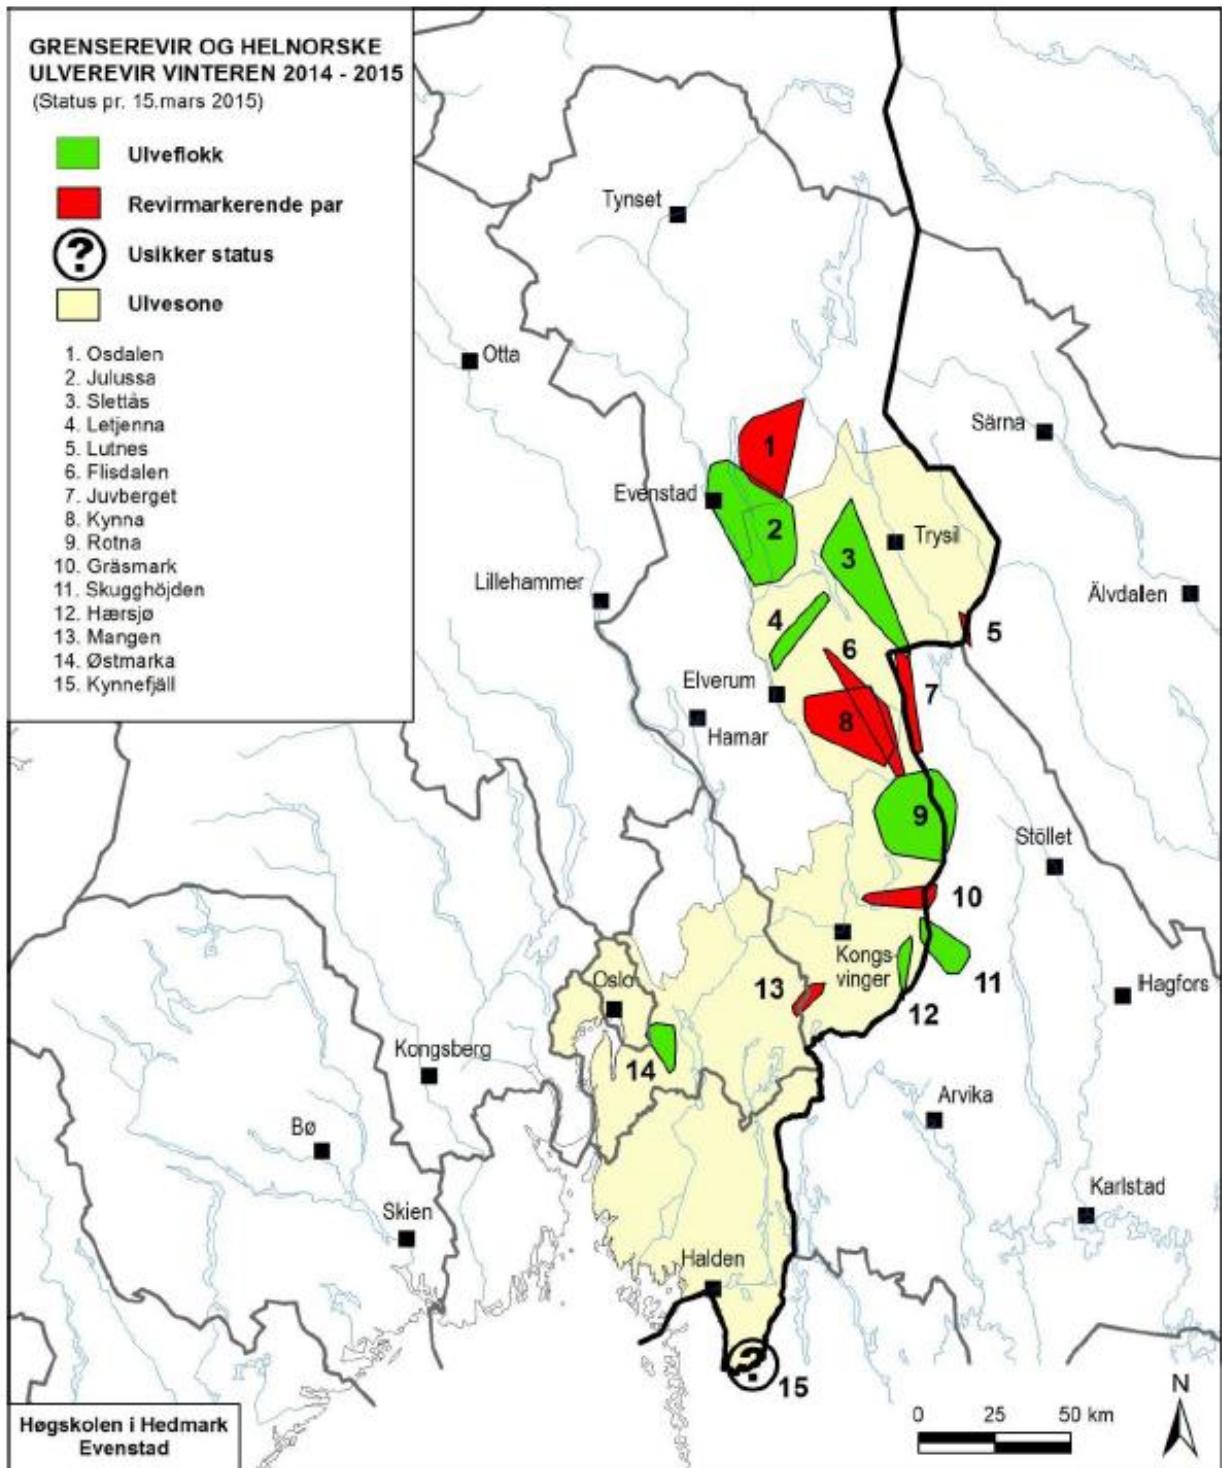 GRENSEREVIR OG HELNORSKE
ULVEREVIR VINTEREN 2014 - 2015
(Status pr. 15.mars 2015)
Ulveflokk
Revirmarkerende par
?
Usikker status
Ulvesone
1. Osdalen
2. Julussa
3. Slettås
4. Letjenna
5. Lutnes
6. Flisdalen
7. Juvberget
8. Kynna
9. Rotna
10. Gräsmark
11. Skugghöjden
12. Hærsjø
13. Mangen
14. Østmarka
15. Kynnefjäll
Tynset
Otta
Särna
1
Evenstad
2
Trysil
3
Lillehammer
Älvdalen
4
5
6
Elverum
7
8
Hamar
9
Stöllet
10
Kongs
vinger
11
Oslo
13
Hagfors
12
Kongsberg
14
Arvika
Bø
Karlstad
Skien
Halden
?
15
N
0 25 50 km
Høgskolen i Hedmark
Evenstad